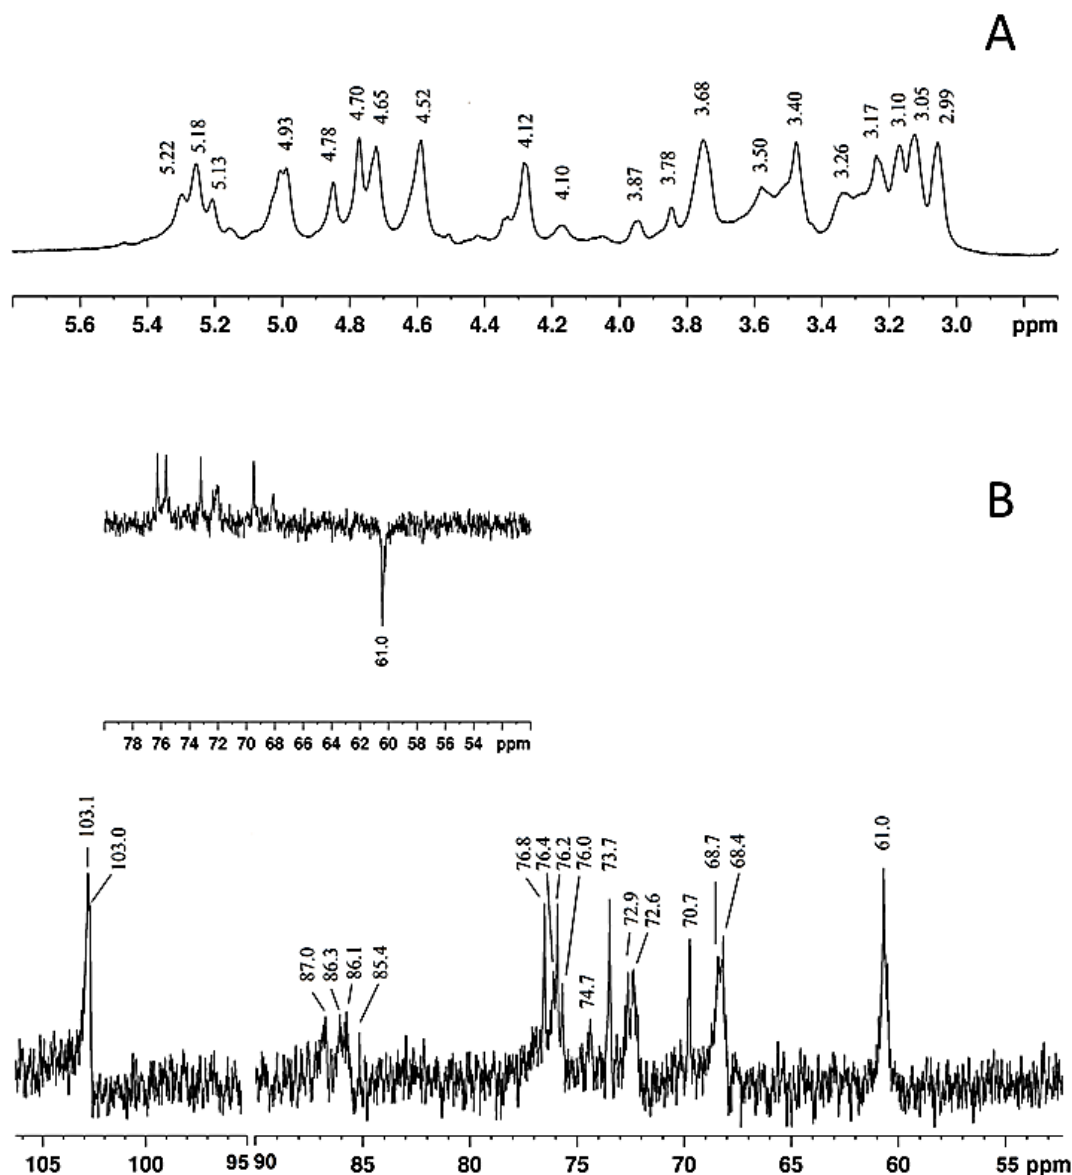 A
5.22 5.18 5.13 4.93 4.78 4.70 4.65 4.52 4.12 4.10 3.87 3.78 3.68 3.50 3.40 3.26 3.17 3.10 3.05 2.99
5.6 5.4 5.2 5.0 4.8 4.6 4.4 4.2 4.0 3.8 3.6 3.4 3.2 3.0 ppm
B
61.0
78 76 74 72 70 68 66 64 62 60 58 56 54 ppm
103.1 103.0 87.0 86.3 86.1 85.4 76.8 76.4 76.2 76.0 74.7 73.7 72.9 72.6 70.7 68.7 68.4 61.0
105 100 95 90 85 80 75 70 65 60 55 ppm